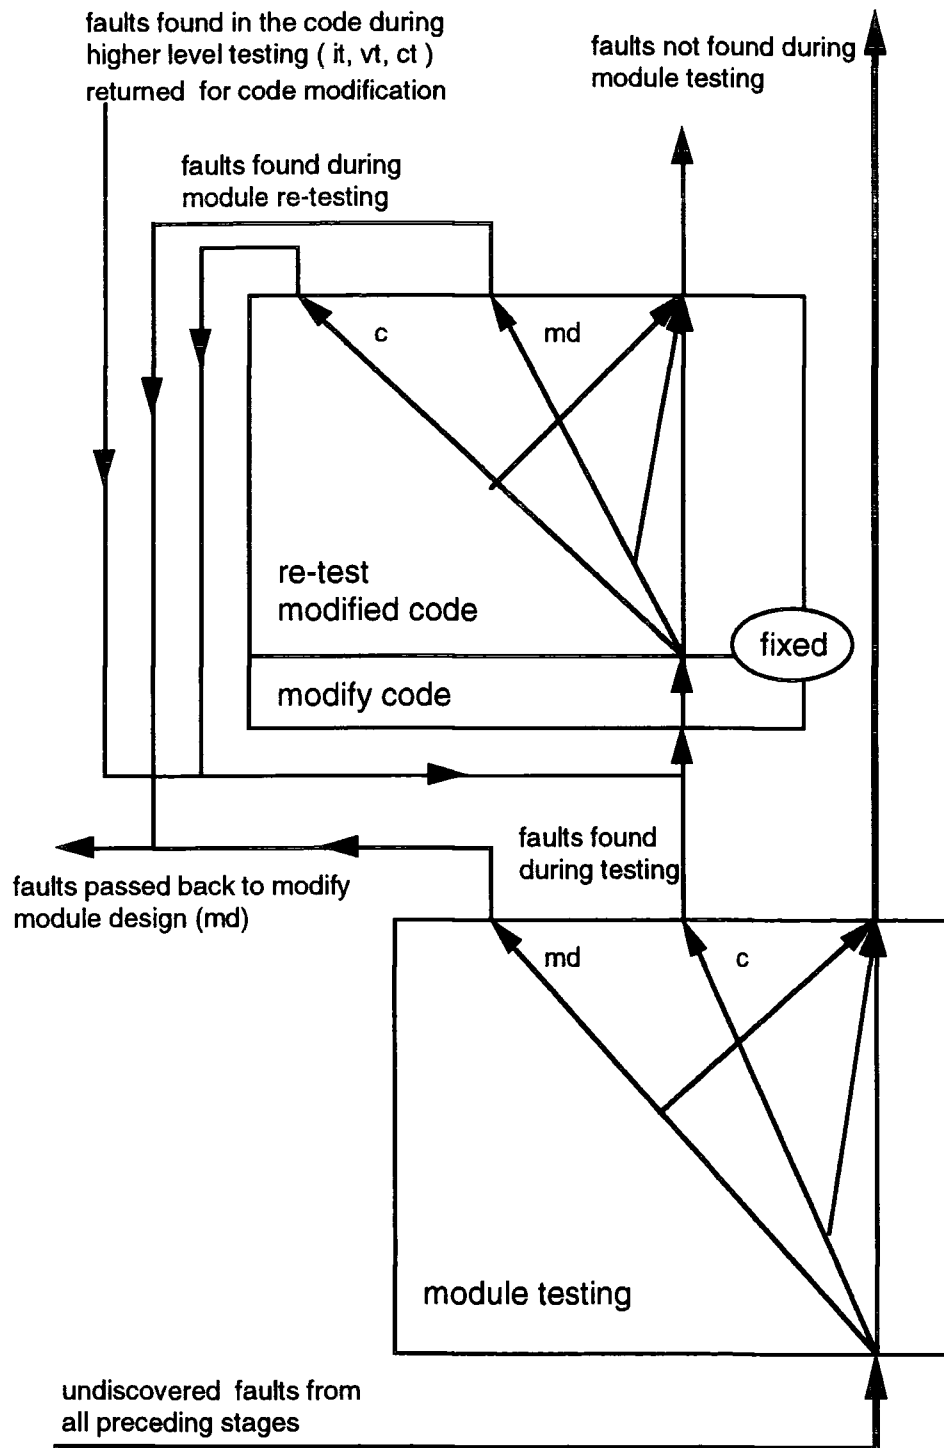 faults found in the code during
higher level testing ( it, vt, ct )
returned for code modification
faults not found during
module testing
faults found during
module re-testing
c
md
re-test
modified code
fixed
modify code
faults found
during testing
faults passed back to modify
module design (md)
md
c
module testing
undiscovered faults from
all preceding stages